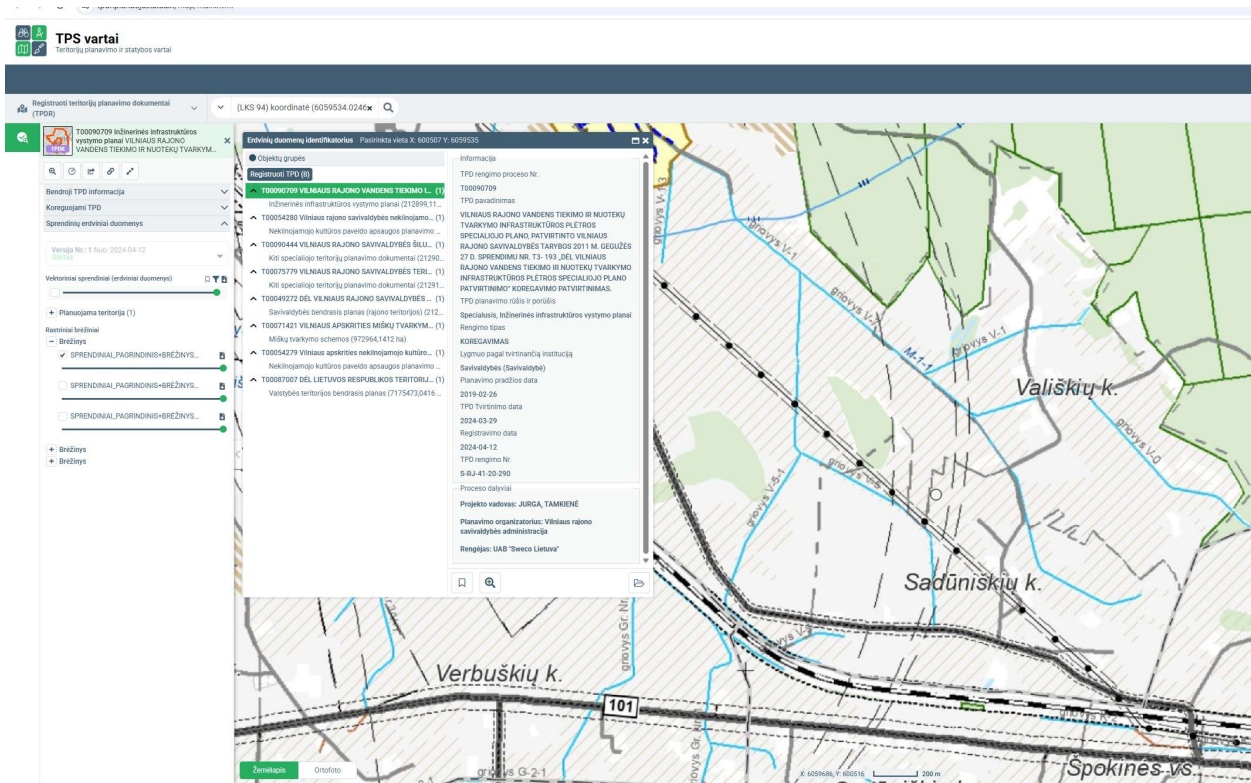 TPS vartai
Teritorijų planavimo ir statybos vartai
Registruoti teritorijų planavimo dokumentai
(TPDR)
(LKS 94) koordinatė (6059534.0246
T00090709 Inžinerinės infrastruktūros
vystymo planai VILNIAUS RAJONO
VANDENS TIEKIMO IR NUOTEKŲ TVARKYM...
TPDR
Bendroji TPD informacija
Koreguojami TPD
Sprendinių erdviniai duomenys
Versija Nr.: 1 Nuo: 2024-04-12
Galioja
Vektoriniai sprendiniai (erdviniai duomenys)
Planuojama teritorija (1)
Rastriniai brėžiniai
Brėžinys
SPRENDINIAI_PAGRINDINIS+BRĖŽINYS...
SPRENDINIAI_PAGRINDINIS+BRĖŽINYS...
SPRENDINIAI_PAGRINDINIS+BRĖŽINYS...
Brėžinys
Brėžinys
Erdvinių duomenų identifikatorius Pasirinkta vieta X: 600507 Y: 6059535
Objektų grupės
Registruoti TPD (8)
T00090709 VILNIAUS RAJONO VANDENS TIEKIMO I... (1)
Inžinerinės infrastruktūros vystymo planai (212899,11...
T00054280 Vilniaus rajono savivaldybės nekilnojamo... (1)
Nekilnojamojo kultūros paveldo apsaugos planavimo ...
T00090444 VILNIAUS RAJONO SAVIVALDYBĖS ŠILU... (1)
Kiti specialiojo teritorijų planavimo dokumentai (21290...
T00075779 VILNIAUS RAJONO SAVIVALDYBĖS TERI... (1)
Kiti specialiojo teritorijų planavimo dokumentai (21291...
T00049272 DĖL VILNIAUS RAJONO SAVIVALDYBĖS ... (1)
Savivaldybės bendrasis planas (rajono teritorijos) (212...
T00071421 VILNIAUS APSKRITIES MIŠKŲ TVARKYM... (1)
Miškų tvarkymo schemos (972964,1412 ha)
T00054279 Vilniaus apskrities nekilnojamojo kultūro... (1)
Nekilnojamojo kultūros paveldo apsaugos planavimo ...
T00087007 DĖL LIETUVOS RESPUBLIKOS TERITORIJ... (1)
Valstybės teritorijos bendrasis planas (7175473,0416 ...
Informacija
TPD rengimo proceso Nr.
T00090709
TPD pavadinimas
VILNIAUS RAJONO VANDENS TIEKIMO IR NUOTEKŲ
TVARKYMO INFRASTRUKTŪROS PLĖTROS
SPECIALIOJO PLANO, PATVIRTINTO VILNIAUS
RAJONO SAVIVALDYBĖS TARYBOS 2011 M. GEGUŽĖS
27 D. SPRENDIMU NR. T3- 193 „DĖL VILNIAUS
RAJONO VANDENS TIEKIMO IR NUOTEKŲ TVARKYMO
INFRASTRUKTŪROS PLĖTROS SPECIALIOJO PLANO
PATVIRTINIMO" KOREGAVIMO PATVIRTINIMAS.
TPD planavimo rūšis ir porūšis
Specialusis, Inžinerinės infrastruktūros vystymo planai
Rengimo tipas
KOREGAVIMAS
Lygmuo pagal tvirtinančią instituciją
Savivaldybės (Savivaldybė)
Planavimo pradžios data
2019-02-26
TPD Tvirtinimo data
2024-03-29
Registravimo data
2024-04-12
TPD rengimo Nr.
S-RJ-41-20-290
Proceso dalyviai
Projekto vadovas: JURGA, TAMKIENĖ
Planavimo organizatorius: Vilniaus rajono
savivaldybės administracija
Rengėjas: UAB "Sweco Lietuva"
griovys V-1
griovys V-1
griovys V-1
M-1-1
Vališkių k.
griovys V-0
griovys V-5
griovys V-5-1
Sadūniškių k.
griovys Gr. Nr.
Verbuškių k.
101
griovys Gr. Nr.
griovys G-2-1
Spokinės vs.
Žemėlapis
Ortofoto
X: 6059686, Y: 600516
200 m